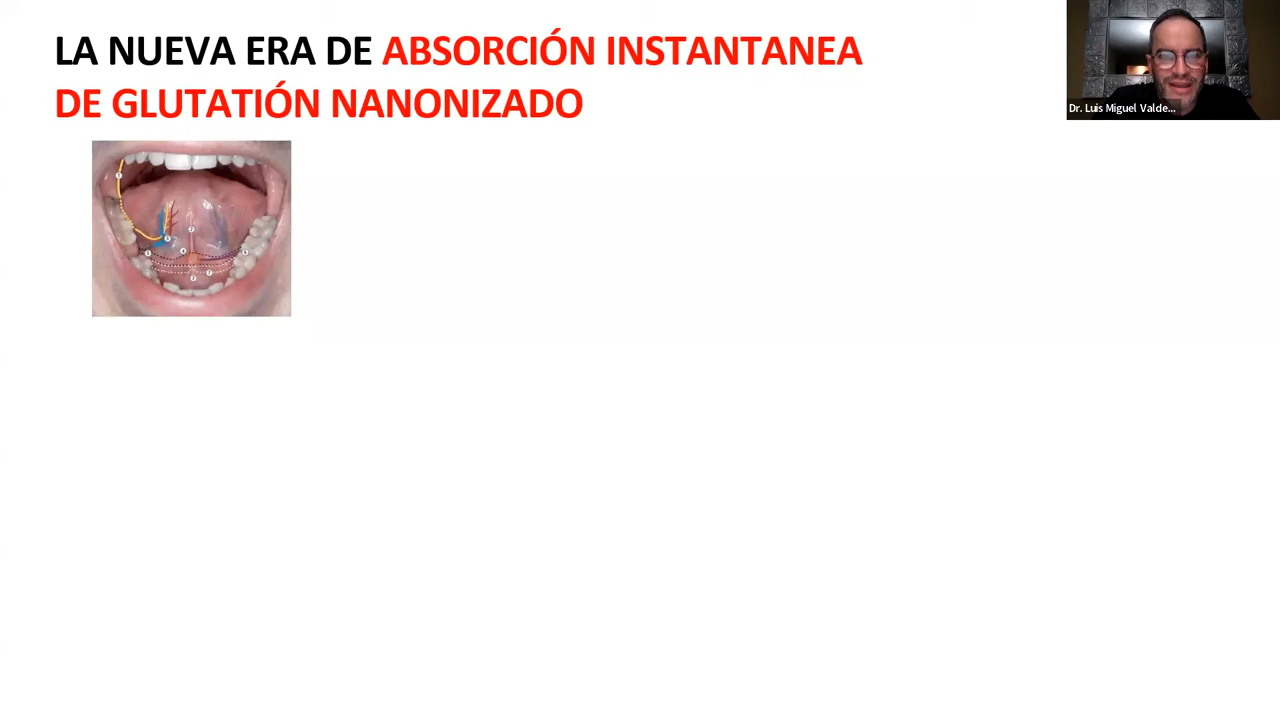 LA NUEVA ERA DE ABSORCIÓN INSTANTANEA
DE GLUTATIÓN NANONIZADO
Dr. Luis Miguel Valde...